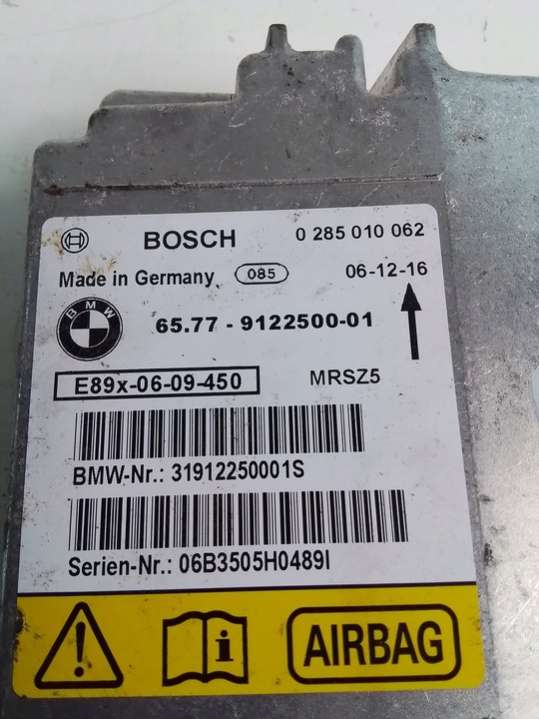 BOSCH 0 285 010 062
Made in Germany 085 06-12-16
BMW 65.77 - 9122500-01
E89x-06-09-450 MRSZ5
BMW-Nr.: 31912250001S
Serien-Nr.: 06B3505H0489I
i AIRBAG